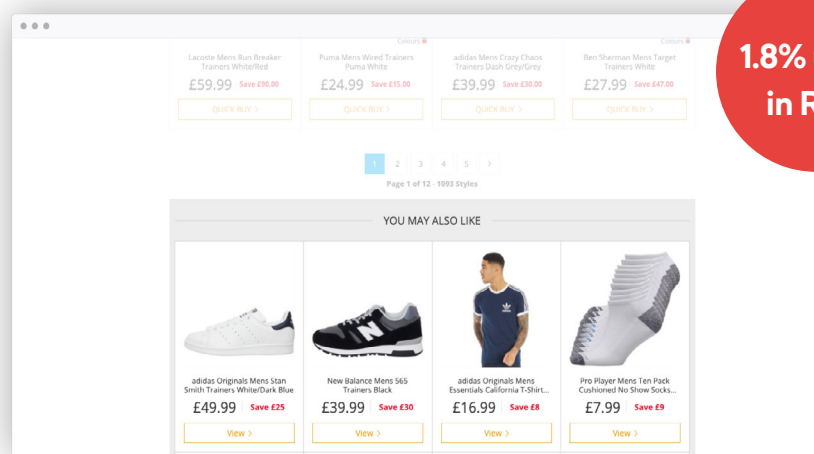 Colours
Colours
Lacoste Mens Run Breaker
Trainers White/Red
£59.99 Save £90.00
QUICK BUY >
Puma Mens Wired Trainers
Puma White
£24.99 Save £15.00
QUICK BUY >
adidas Mens Crazy Chaos
Trainers Dash Grey/Grey
£39.99 Save £30.00
QUICK BUY >
Ben Sherman Mens Target
Trainers White
£27.99 Save £47.00
QUICK BUY >
1.8%
in
1 2 3 4 5 >
Page 1 of 12 - 1093 Styles
YOU MAY ALSO LIKE
adidas Originals Mens Stan
Smith Trainers White/Dark Blue
£49.99 Save £25
View >
New Balance Mens 565
Trainers Black
£39.99 Save £30
View >
adidas Originals Mens
Essentials California T-Shirt...
£16.99 Save £8
View >
Pro Player Mens Ten Pack
Cushioned No Show Socks...
£7.99 Save £9
View >